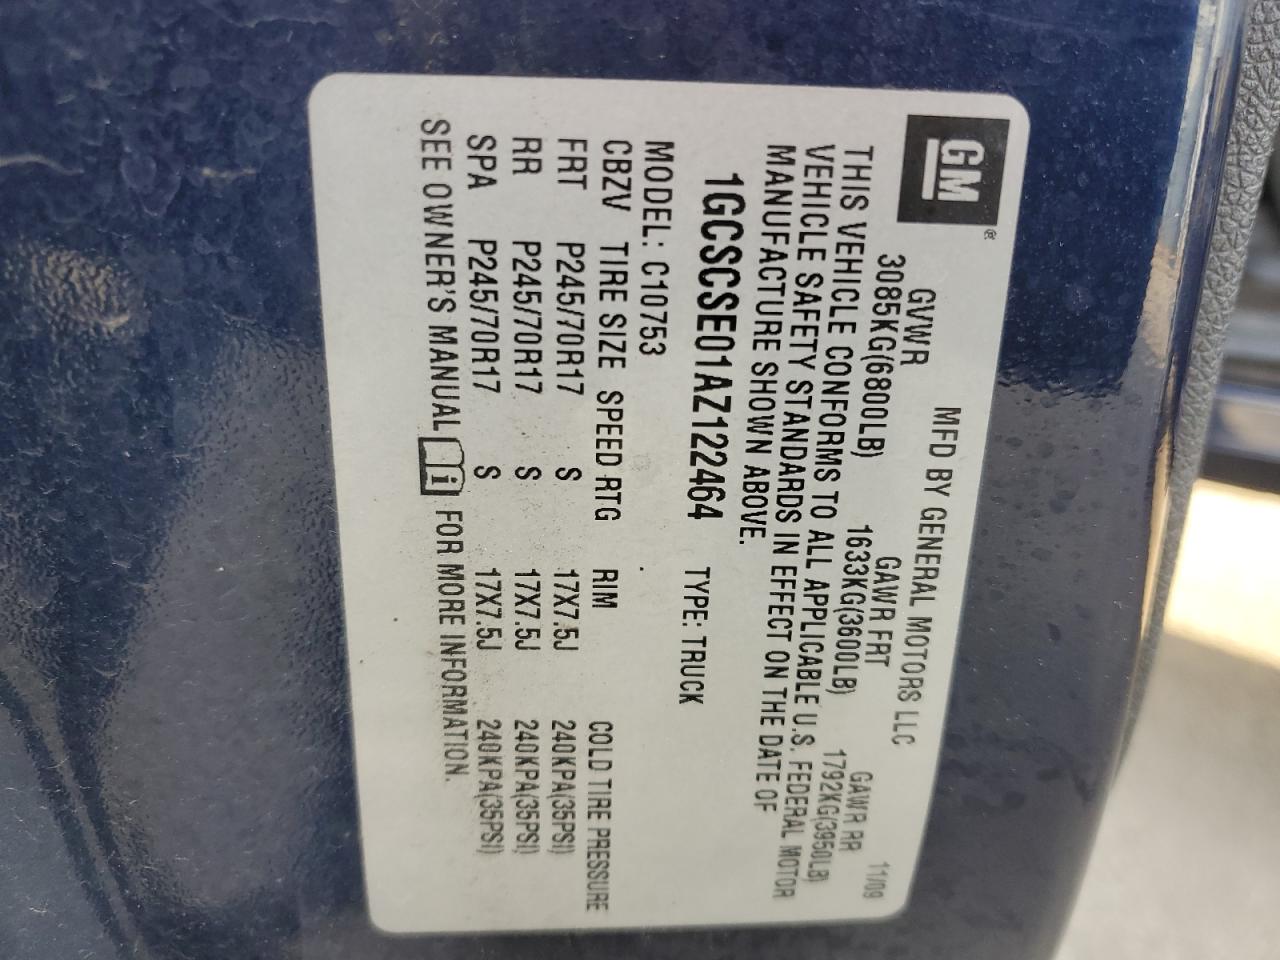 GM®
MFD BY GENERAL MOTORS LLC 11/09
GVWR GAWR FRT GAWR RR
3085KG(6800LB) 1633KG(3600LB) 1792KG(3950LB)
THIS VEHICLE CONFORMS TO ALL APPLICABLE U.S. FEDERAL MOTOR
VEHICLE SAFETY STANDARDS IN EFFECT ON THE DATE OF
MANUFACTURE SHOWN ABOVE.
1GCSCSE01AZ122464 TYPE: TRUCK
MODEL: C10753
CBZV TIRE SIZE SPEED RTG RIM COLD TIRE PRESSURE
FRT P245/70R17 S 17X7.5J 240KPA(35PSI)
RR P245/70R17 S 17X7.5J 240KPA(35PSI)
SPA P245/70R17 S 17X7.5J 240KPA(35PSI)
SEE OWNER'S MANUAL i FOR MORE INFORMATION.